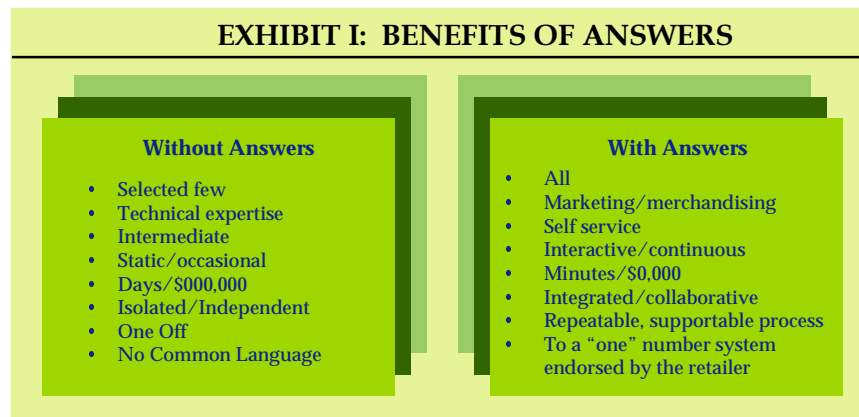 EXHIBIT I: BENEFITS OF ANSWERS
Without Answers
• Selected few
• Technical expertise
• Intermediate
• Static/occasional
• Days/$000,000
• Isolated/Independent
• One Off
• No Common Language
With Answers
• All
• Marketing/merchandising
• Self service
• Interactive/continuous
• Minutes/$0,000
• Integrated/collaborative
• Repeatable, supportable process
• To a “one” number system
endorsed by the retailer